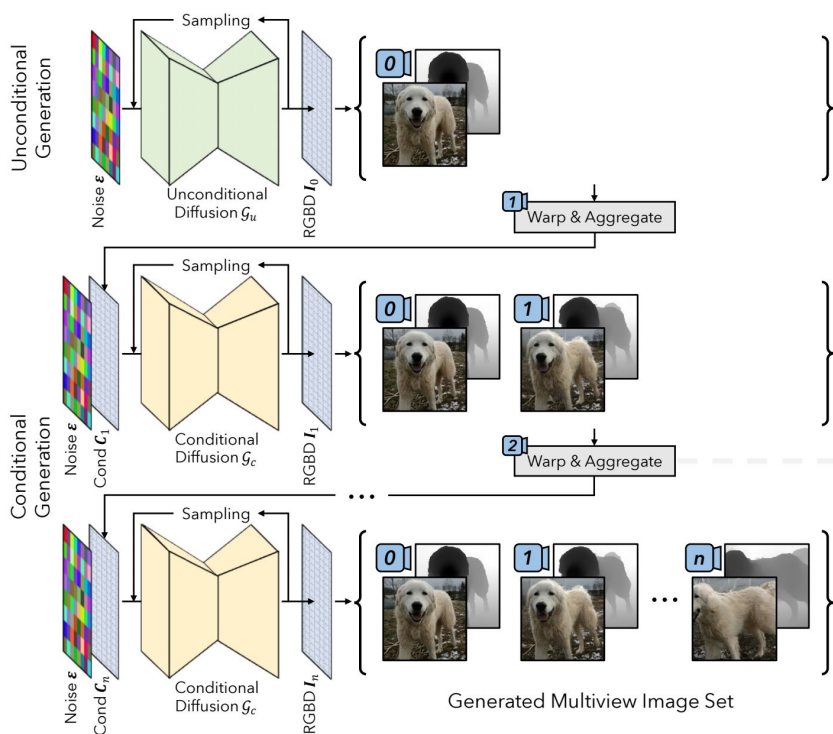 Unconditional
Generation
Sampling
Noise ε
Unconditional
Diffusion 𝒢ᵤ
RGBD I₀
0
1
Warp & Aggregate
Conditional
Generation
Sampling
Noise ε
Cond C₁
Conditional
Diffusion 𝒢_c
RGBD I₁
0
1
2
Warp & Aggregate
...
Sampling
Noise ε
Cond Cₙ
Conditional
Diffusion 𝒢_c
RGBD Iₙ
0
1
...
n
Generated Multiview Image Set